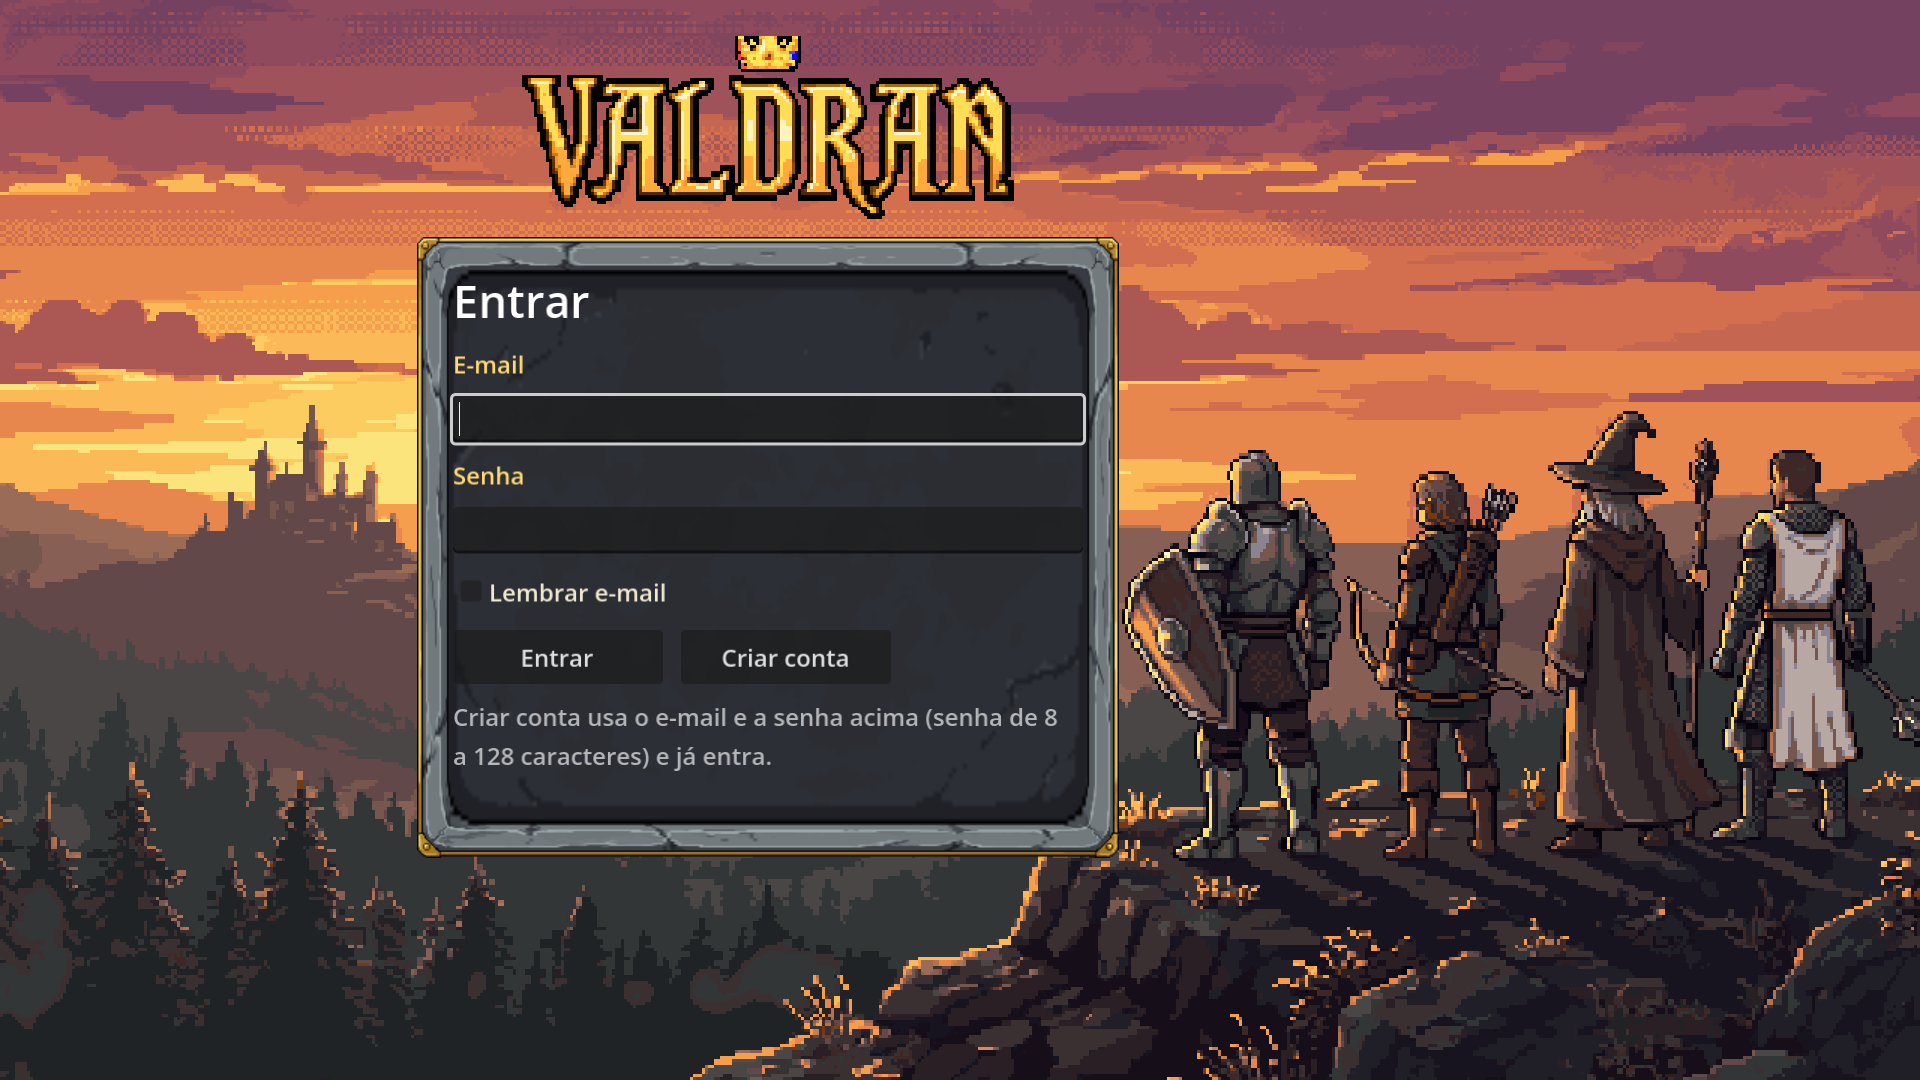 VALDRAN
Entrar
E-mail
Senha
Lembrar e-mail
Entrar
Criar conta
Criar conta usa o e-mail e a senha acima (senha de 8
a 128 caracteres) e já entra.